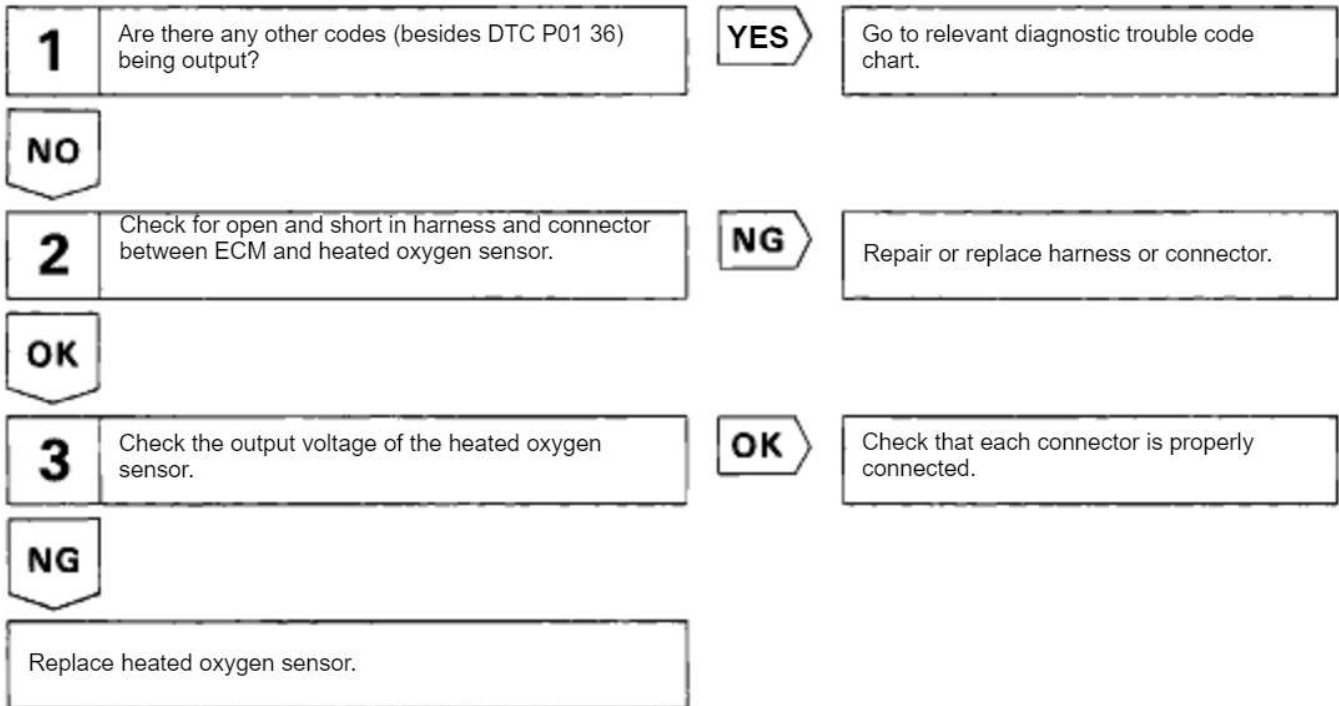 1
Are there any other codes (besides DTC P01 36)
being output?
YES
Go to relevant diagnostic trouble code
chart.
NO
2
Check for open and short in harness and connector
between ECM and heated oxygen sensor.
NG
Repair or replace harness or connector.
OK
3
Check the output voltage of the heated oxygen
sensor.
OK
Check that each connector is properly
connected.
NG
Replace heated oxygen sensor.